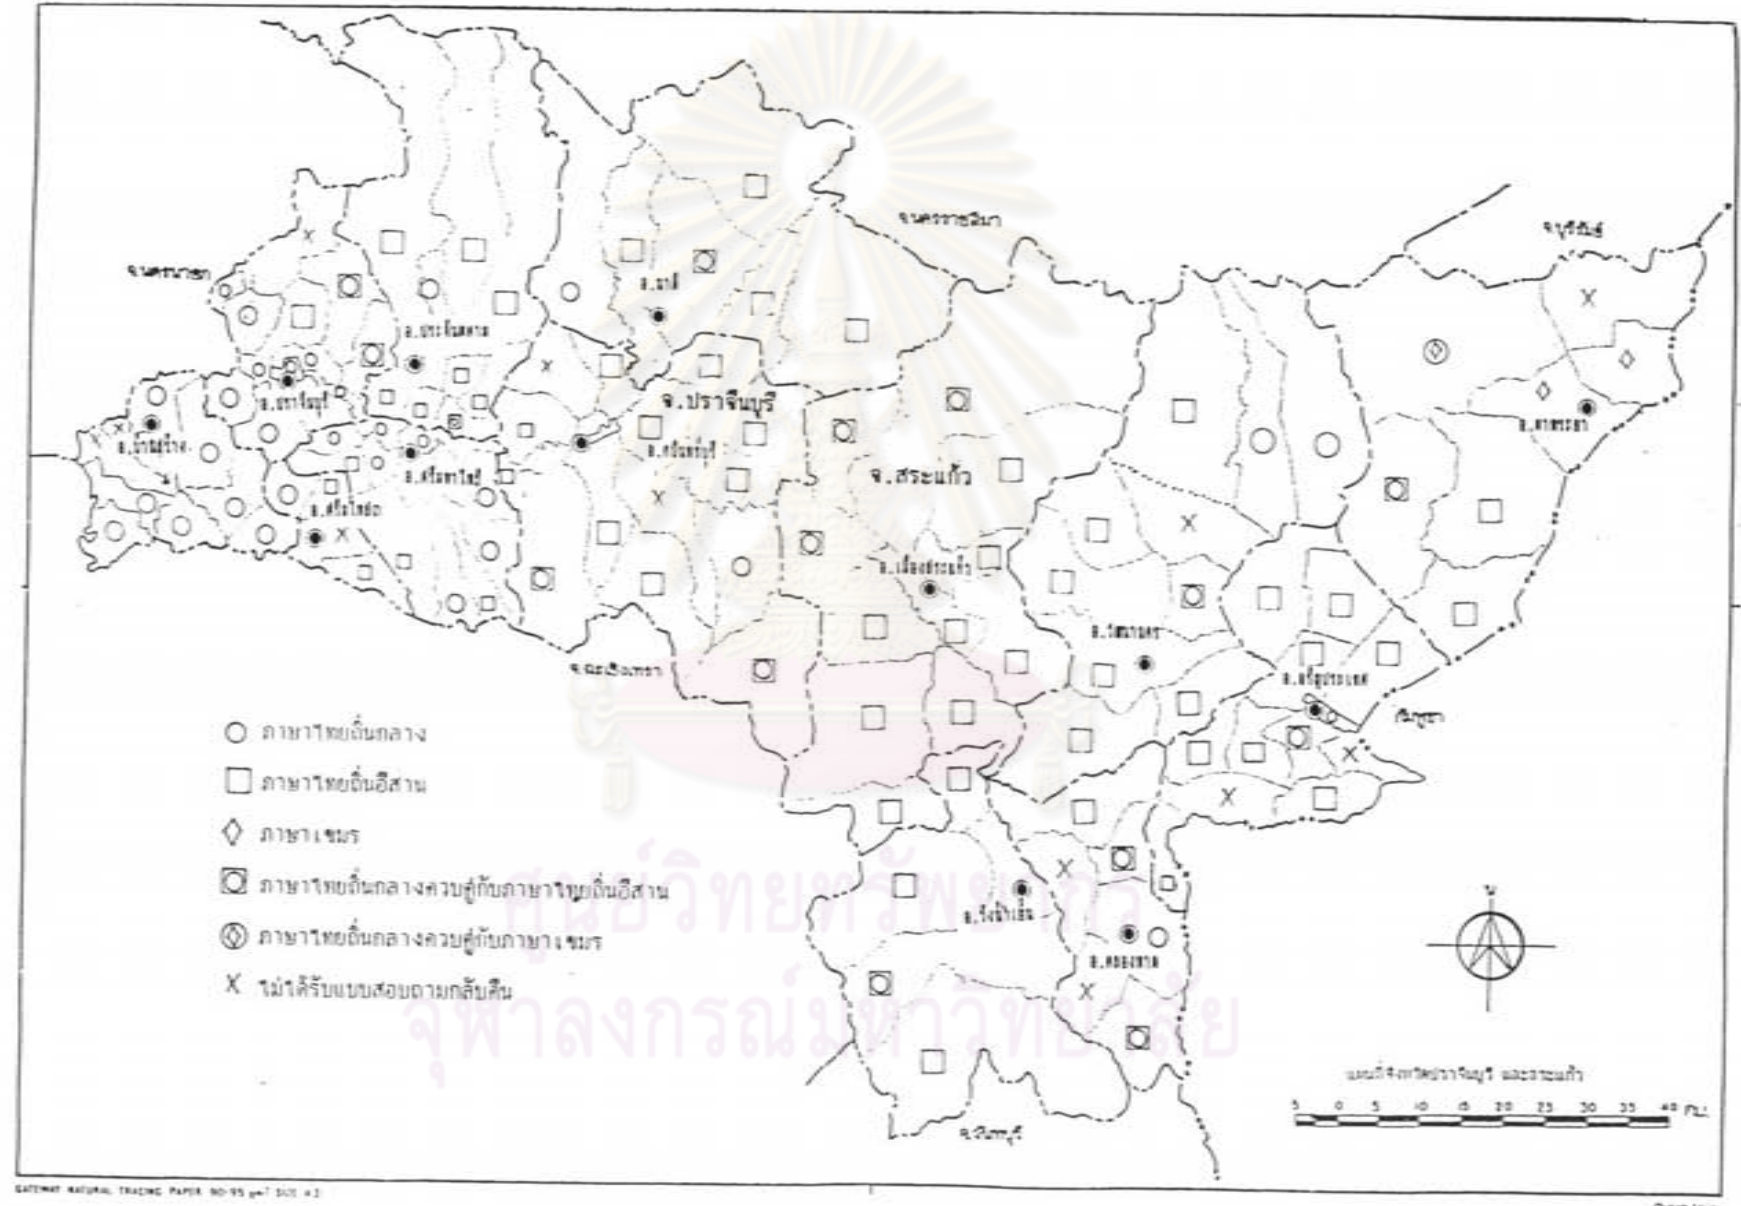 จ.นครราชสีมา
จ.บุรีรัมย์
จ.นครนายก
อ.นาดี
อ.ประจันตคาม
อ.ปราจีนบุรี
จ.ปราจีนบุรี
อ.ตาพระยา
อ.บ้านสร้าง
อ.กบินทร์บุรี
อ.ศรีมหาโพธิ
จ.สระแก้ว
อ.เมืองสระแก้ว
อ.วัฒนานคร
จ.ฉะเชิงเทรา
อ.อรัญประเทศ
กัมพูชา
ภาษาไทยถิ่นกลาง
ภาษาไทยถิ่นอีสาน
ภาษาเขมร
ภาษาไทยถิ่นกลางควบคู่กับภาษาไทยถิ่นอีสาน
ภาษาไทยถิ่นกลางควบคู่กับภาษาเขมร
ไม่ได้รับแบบสอบถามกลับคืน
ศูนย์วิทยทรัพยากร
จุฬาลงกรณ์มหาวิทยาลัย
อ.วังน้ำเย็น
อ.คลองหาด
น
แผนที่จังหวัดปราจีนบุรี และสระแก้ว
5 0 5 10 15 20 25 30 35 40 กม.
จ.จันทบุรี
GATEWAY NATURAL TRACING PAPER 90-95